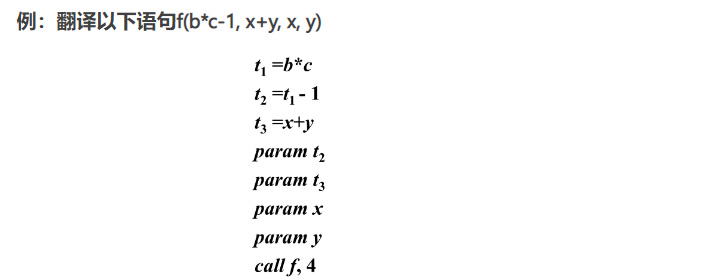 例：翻译以下语句f(b*c-1, x+y, x, y)
t₁ =b*c
t₂ =t₁ - 1
t₃ =x+y
param t₂
param t₃
param x
param y
call f, 4